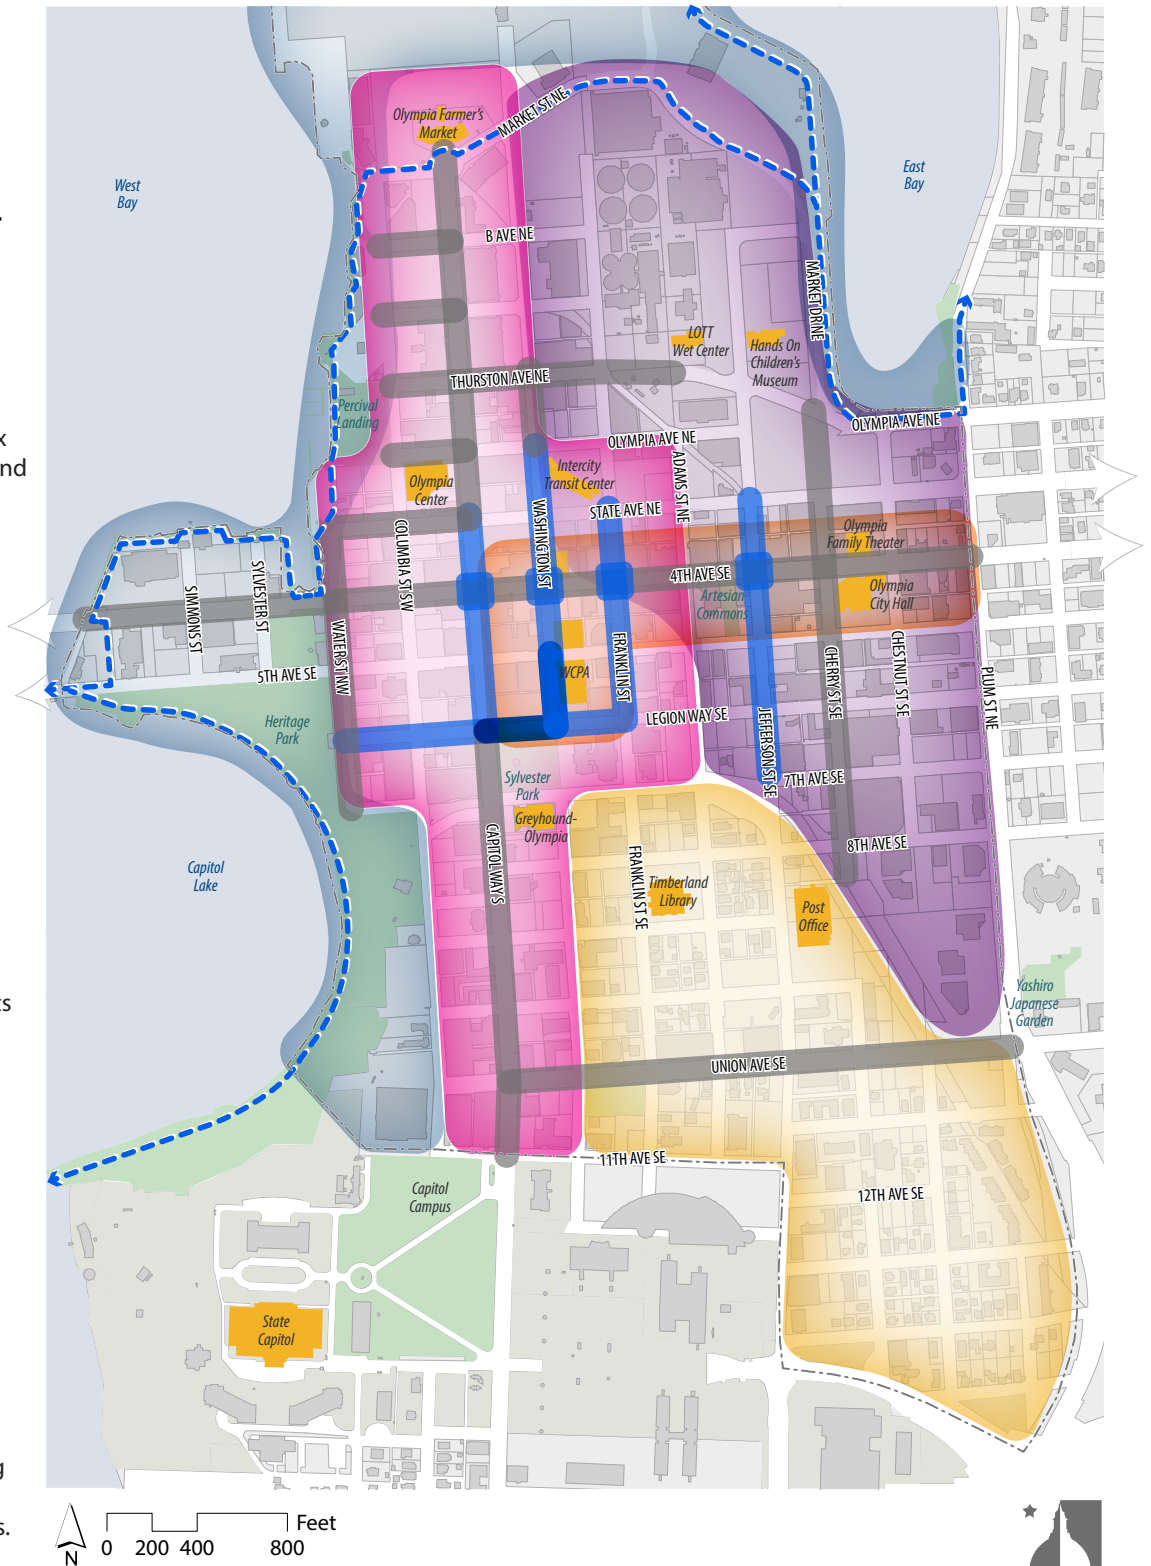 Olympia Farmer's
Market
MARKET ST NE
West
Bay
East
Bay
B AVE NE
MARKET DR NE
LOTT
Wet Center
Hands On
Children's
Museum
THURSTON AVE NE
Percival
Landing
x
OLYMPIA AVE NE
OLYMPIA AVE NE
nd
Olympia
Center
Intercity
Transit Center
ADAMS ST NE
STATE AVE NE
WASHINGTON ST
COLUMBIA ST SW
Olympia
Family Theater
4TH AVE SE
Artesian
Commons
Olympia
City Hall
SIMMONS ST
SYLVESTER ST
WATER ST NW
FRANKLIN ST
CHERRY ST SE
CHESTNUT ST SE
PLUM ST NE
5TH AVE SE
WCPA
LEGION WAY SE
JEFFERSON ST SE
Heritage
Park
7TH AVE SE
Sylvester
Park
Greyhound-
Olympia
8TH AVE SE
CAPITOL WAY S
FRANKLIN ST SE
Capitol
Lake
Timberland
Library
Post
Office
ts
Yashiro
Japanese
Garden
UNION AVE SE
11TH AVE SE
Capitol
Campus
12TH AVE SE
State
Capitol
g
s.
N
0 200 400 800
Feet